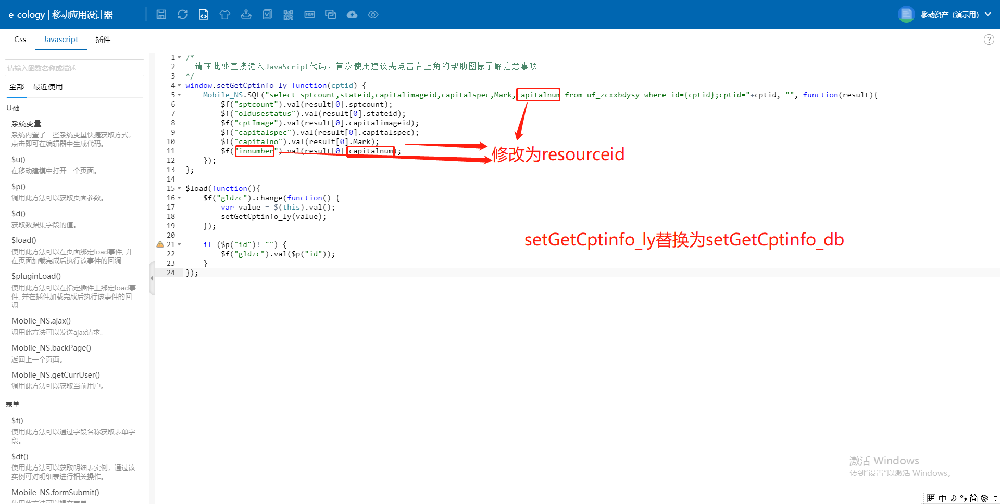 e-cology | 移动应用设计器
移动资产（演示用）
Css Javascript 插件
请输入函数名称或描述
全部 最近使用
基础
系统变量
系统内置了一些系统变量快捷获取方式，
点击即可在编辑器中生成代码。
$u()
在移动建模中打开一个页面。
$p()
调用此方法可以获取页面参数。
$d()
获取数据集字段的值。
$load()
使用此方法可以在页面绑定load事件, 并
在页面加载完成后执行该事件的回调
$pluginLoad()
使用此方法可以在指定插件上绑定load事
件, 并在插件加载完成后执行该事件的回
调
Mobile_NS.ajax()
调用此方法可以发送ajax请求。
Mobile_NS.backPage()
返回上一个页面。
Mobile_NS.getCurrUser()
调用此方法可以获取当前用户。
表单
$f()
使用此方法可以通过字段名称获取表单字
段。
$dt()
使用此方法可以获取明细表实例，通过该
实例可对明细表进行相关操作。
Mobile_NS.formSubmit()
使用此方法可以提交表单
1 /*
2 请在此处直接键入JavaScript代码，首次使用建议先点击右上角的帮助图标了解注意事项
3 */
4 window.setGetCptinfo_ly=function(cptid) {
5 Mobile_NS.SQL("select sptcount,stateid,capitalimageid,capitalspec,Mark,capitalnum from uf_zcxxbdysy where id={cptid};cptid="+cptid, "", function(result){
6 $f("sptcount").val(result[0].sptcount);
7 $f("oldusestatus").val(result[0].stateid);
8 $f("cptImage").val(result[0].capitalimageid);
9 $f("capitalspec").val(result[0].capitalspec);
10 $f("capitalno").val(result[0].Mark);
11 $f("innumber").val(result[0].capitalnum);
12 });
13 };
14
15 $load(function(){
16 $f("gldzc").change(function() {
17 var value = $(this).val();
18 setGetCptinfo_ly(value);
19 });
20
21 if ($p("id")!="") {
22 $f("gldzc").val($p("id"));
23 }
24 });
修改为resourceid
setGetCptinfo_ly替换为setGetCptinfo_db
激活 Windows
转到“设置”以激活 Windows。
拼 中 简